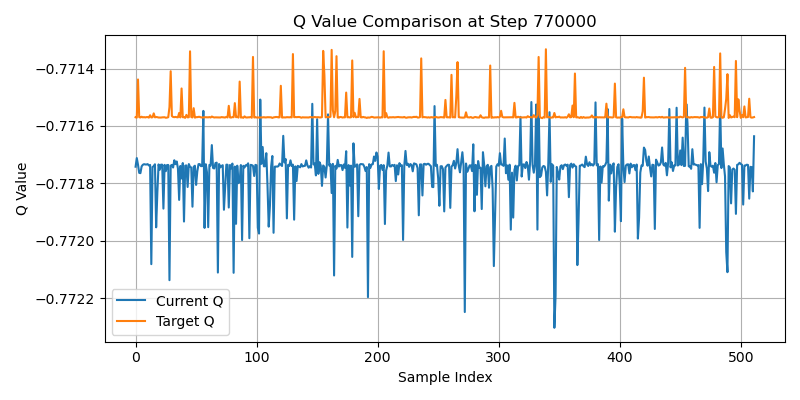 Q Value Comparison at Step 770000
Q Value
−0.7714
−0.7716
−0.7718
−0.7720
−0.7722
Current Q
Target Q
0 100 200 300 400 500
Sample Index